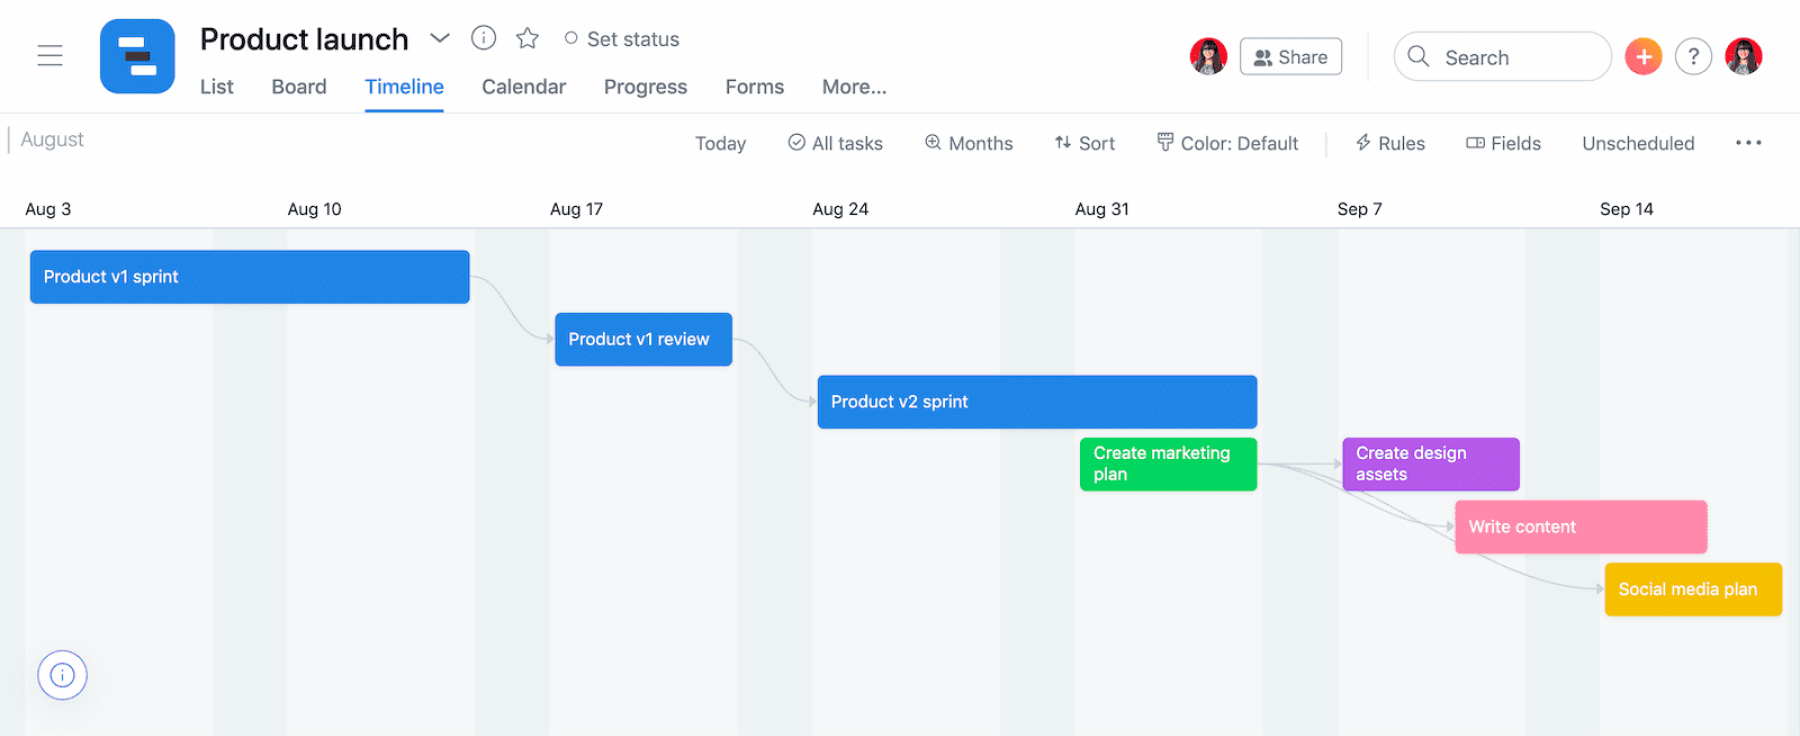 Product launch
Set status
Share
Search
?
List Board Timeline Calendar Progress Forms More...
August
Today All tasks Months Sort Color: Default Rules Fields Unscheduled
Aug 3 Aug 10 Aug 17 Aug 24 Aug 31 Sep 7 Sep 14
Product v1 sprint
Product v1 review
Product v2 sprint
Create marketing
plan
Create design
assets
Write content
Social media plan